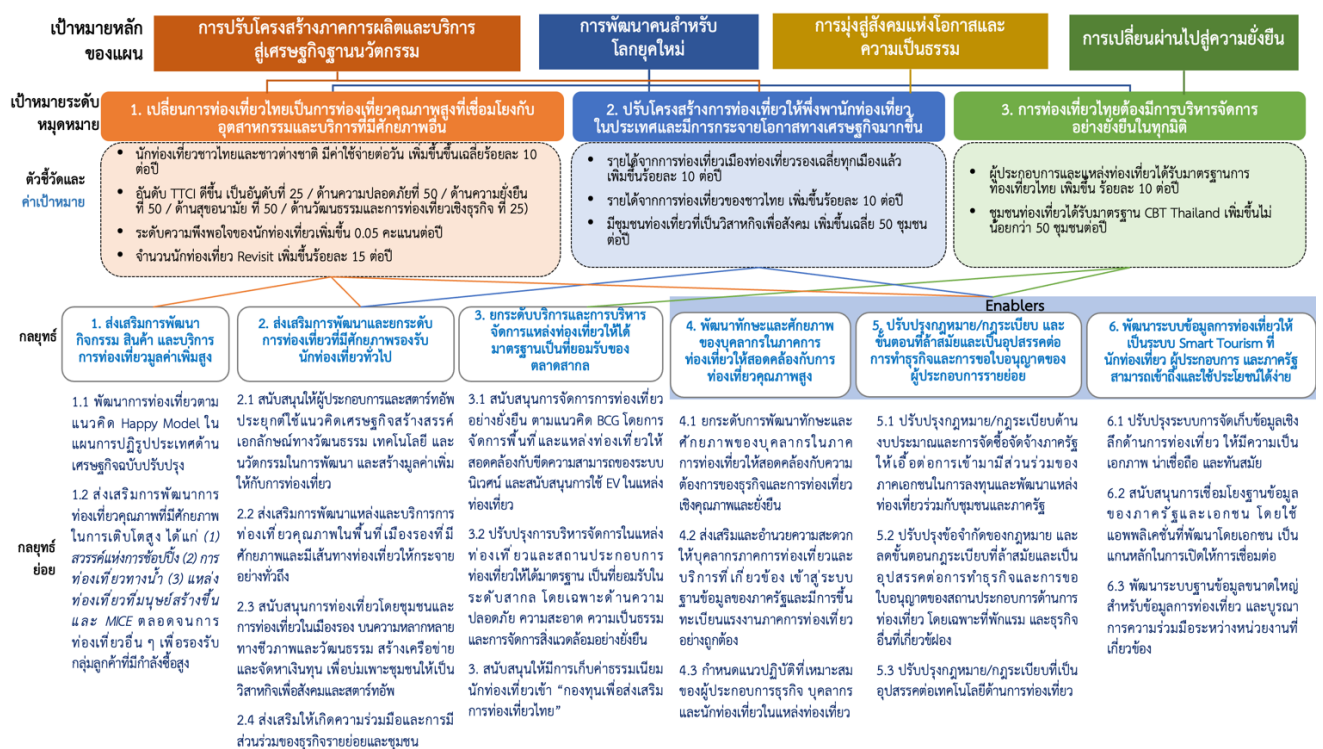 เป้าหมายหลัก
ของแผน
การปรับโครงสร้างภาคการผลิตและบริการ
สู่เศรษฐกิจฐานนวัตกรรม
การพัฒนาคนสำหรับ
โลกยุคใหม่
การมุ่งสู่สังคมแห่งโอกาสและ
ความเป็นธรรม
การเปลี่ยนผ่านไปสู่ความยั่งยืน
เป้าหมายระดับ
หมุดหมาย
1. เปลี่ยนการท่องเที่ยวไทยเป็นการท่องเที่ยวคุณภาพสูงที่เชื่อมโยงกับ
อุตสาหกรรมและบริการที่มีศักยภาพอื่น
2. ปรับโครงสร้างการท่องเที่ยวให้พึ่งพานักท่องเที่ยว
ในประเทศและมีการกระจายโอกาสทางเศรษฐกิจมากขึ้น
3. การท่องเที่ยวไทยต้องมีการบริหารจัดการ
อย่างยั่งยืนในทุกมิติ
ตัวชี้วัดและ
ค่าเป้าหมาย
• นักท่องเที่ยวชาวไทยและชาวต่างชาติ มีค่าใช้จ่ายต่อวัน เพิ่มขึ้นขึ้นเฉลี่ยร้อยละ 10
ต่อปี
• อันดับ TTCI ดีขึ้น เป็นอันดับที่ 25 / ด้านความปลอดภัยที่ 50 / ด้านความยั่งยืน
ที่ 50 / ด้านสุขอนามัย ที่ 50 / ด้านวัฒนธรรมและการท่องเที่ยวเชิงธุรกิจ ที่ 25)
• ระดับความพึงพอใจของนักท่องเที่ยวเพิ่มขึ้น 0.05 คะแนนต่อปี
• จำนวนนักท่องเที่ยว Revisit เพิ่มขึ้นร้อยละ 15 ต่อปี
• รายได้จากการท่องเที่ยวเมืองท่องเที่ยวรองเฉลี่ยทุกเมืองแล้ว
เพิ่มขึ้นร้อยละ 10 ต่อปี
• รายได้จากการท่องเที่ยวของชาวไทย เพิ่มขึ้นร้อยละ 10 ต่อปี
• มีชุมชนท่องเที่ยวที่เป็นวิสาหกิจเพื่อสังคม เพิ่มขึ้นเฉลี่ย 50 ชุมชน
ต่อปี
• ผู้ประกอบการและแหล่งท่องเที่ยวได้รับมาตรฐานการ
ท่องเที่ยวไทย เพิ่มขึ้น ร้อยละ 10 ต่อปี
• ชุมชนท่องเที่ยวได้รับมาตรฐาน CBT Thailand เพิ่มขึ้นไม่
น้อยกว่า 50 ชุมชนต่อปี
Enablers
กลยุทธ์
1. ส่งเสริมการพัฒนา
กิจกรรม สินค้า และบริการ
การท่องเที่ยวมูลค่าเพิ่มสูง
2. ส่งเสริมการพัฒนาและยกระดับ
การท่องเที่ยวที่มีศักยภาพรองรับ
นักท่องเที่ยวทั่วไป
3. ยกระดับบริการและการบริหาร
จัดการแหล่งท่องเที่ยวให้ได้
มาตรฐานเป็นที่ยอมรับของ
ตลาดสากล
4. พัฒนาทักษะและศักยภาพ
ของบุคลากรในภาคการ
ท่องเที่ยวให้สอดคล้องกับการ
ท่องเที่ยวคุณภาพสูง
5. ปรับปรุงกฎหมาย/กฎระเบียบ และ
ขั้นตอนที่ล้าสมัยและเป็นอุปสรรคต่อ
การทำธุรกิจและการขอใบอนุญาตของ
ผู้ประกอบการรายย่อย
6. พัฒนาระบบข้อมูลการท่องเที่ยวให้
เป็นระบบ Smart Tourism ที่
นักท่องเที่ยว ผู้ประกอบการ และภาครัฐ
สามารถเข้าถึงและใช้ประโยชน์ได้ง่าย
กลยุทธ์
ย่อย
1.1 พัฒนาการท่องเที่ยวตาม
แนวคิด Happy Model ใน
แผนการปฏิรูปประเทศด้าน
เศรษฐกิจฉบับปรับปรุง
1.2 ส่งเสริมการพัฒนาการ
ท่องเที่ยวคุณภาพที่มีศักยภาพ
ในการเติบโตสูง ได้แก่ (1)
สวรรค์แห่งการช้อปปิ้ง (2) การ
ท่องเที่ยวทางน้ำ (3) แหล่ง
ท่องเที่ยวที่มนุษย์สร้างขึ้น
และ MICE ตลอดจนการ
ท่องเที่ยวอื่น ๆ เพื่อรองรับ
กลุ่มลูกค้าที่มีกำลังซื้อสูง
2.1 สนับสนุนให้ผู้ประกอบการและสตาร์ทอัพ
ประยุกต์ใช้แนวคิดเศรษฐกิจสร้างสรรค์
เอกลักษณ์ทางวัฒนธรรม เทคโนโลยี และ
นวัตกรรมในการพัฒนา และสร้างมูลค่าเพิ่ม
ให้กับการท่องเที่ยว
2.2 ส่งเสริมการพัฒนาแหล่งและบริการการ
ท่องเที่ยวคุณภาพในพื้นที่เมืองรองที่มี
ศักยภาพและมีเส้นทางท่องเที่ยวให้กระจาย
อย่างทั่วถึง
2.3 สนับสนุนการท่องเที่ยวโดยชุมชนและ
การท่องเที่ยวในเมืองรอง บนความหลากหลาย
ทางชีวภาพและวัฒนธรรม สร้างเครือข่าย
และจัดหาเงินทุน เพื่อบ่มเพาะชุมชนให้เป็น
วิสาหกิจเพื่อสังคมและสตาร์ทอัพ
2.4 ส่งเสริมให้เกิดความร่วมมือและการมี
ส่วนร่วมของธุรกิจรายย่อยและชุมชน
3.1 สนับสนุนการจัดการการท่องเที่ยว
อย่างยั่งยืน ตามแนวคิด BCG โดยการ
จัดการพื้นที่และแหล่งท่องเที่ยวให้
สอดคล้องกับขีดความสามารถของระบบ
นิเวศน์ และสนับสนุนการใช้ EV ในแหล่ง
ท่องเที่ยว
3.2 ปรับปรุงการบริหารจัดการในแหล่ง
ท่องเที่ยวและสถานประกอบการ
ท่องเที่ยวให้ได้มาตรฐาน เป็นที่ยอมรับใน
ระดับสากล โดยเฉพาะด้านความ
ปลอดภัย ความสะอาด ความเป็นธรรม
และการจัดการสิ่งแวดล้อมอย่างยั่งยืน
3. สนับสนุนให้มีการเก็บค่าธรรมเนียม
นักท่องเที่ยวเข้า “กองทุนเพื่อส่งเสริม
การท่องเที่ยวไทย”
4.1 ยกระดับการพัฒนาทักษะและ
ศักยภาพของบุคลากรในภาค
การท่องเที่ยวให้สอดคล้องกับความ
ต้องการของธุรกิจและการท่องเที่ยว
เชิงคุณภาพและยั่งยืน
4.2 ส่งเสริมและอำนวยความสะดวก
ให้บุคลากรภาคการท่องเที่ยวและ
บริการที่เกี่ยวข้อง เข้าสู่ระบบ
ฐานข้อมูลของภาครัฐและมีการขึ้น
ทะเบียนแรงงานภาคการท่องเที่ยว
อย่างถูกต้อง
4.3 กำหนดแนวปฏิบัติที่เหมาะสม
ของผู้ประกอบการธุรกิจ บุคลากร
และนักท่องเที่ยวในแหล่งท่องเที่ยว
5.1 ปรับปรุงกฎหมาย/กฎระเบียบด้าน
งบประมาณและการจัดซื้อจัดจ้างภาครัฐ
ให้เอื้อต่อการเข้ามามีส่วนร่วมของ
ภาคเอกชนในการลงทุนและพัฒนาแหล่ง
ท่องเที่ยวร่วมกับชุมชนและภาครัฐ
5.2 ปรับข้อจำกัดของกฎหมาย และ
ลดขั้นตอนกฎระเบียบที่ล้าสมัยและเป็น
อุปสรรคต่อการทำธุรกิจและการขอ
ใบอนุญาตของสถานประกอบการด้านการ
ท่องเที่ยว โดยเฉพาะที่พักแรม และธุรกิจ
อื่นที่เกี่ยวข้อง
5.3 ปรับปรุงกฎหมาย/กฎระเบียบที่เป็น
อุปสรรคต่อเทคโนโลยีด้านการท่องเที่ยว
6.1 ปรับปรุงระบบการจัดเก็บข้อมูลเชิง
ลึกด้านการท่องเที่ยว ให้มีความเป็น
เอกภาพ น่าเชื่อถือ และทันสมัย
6.2 สนับสนุนการเชื่อมโยงฐานข้อมูล
ของภาครัฐและเอกชน โดยใช้
แอพพลิเคชั่นที่พัฒนาโดยเอกชน เป็น
แกนหลักในการเปิดให้การเชื่อมต่อ
6.3 พัฒนาระบบฐานข้อมูลขนาดใหญ่
สำหรับข้อมูลการท่องเที่ยว และบูรณา
การความร่วมมือระหว่างหน่วยงานที่
เกี่ยวข้อง